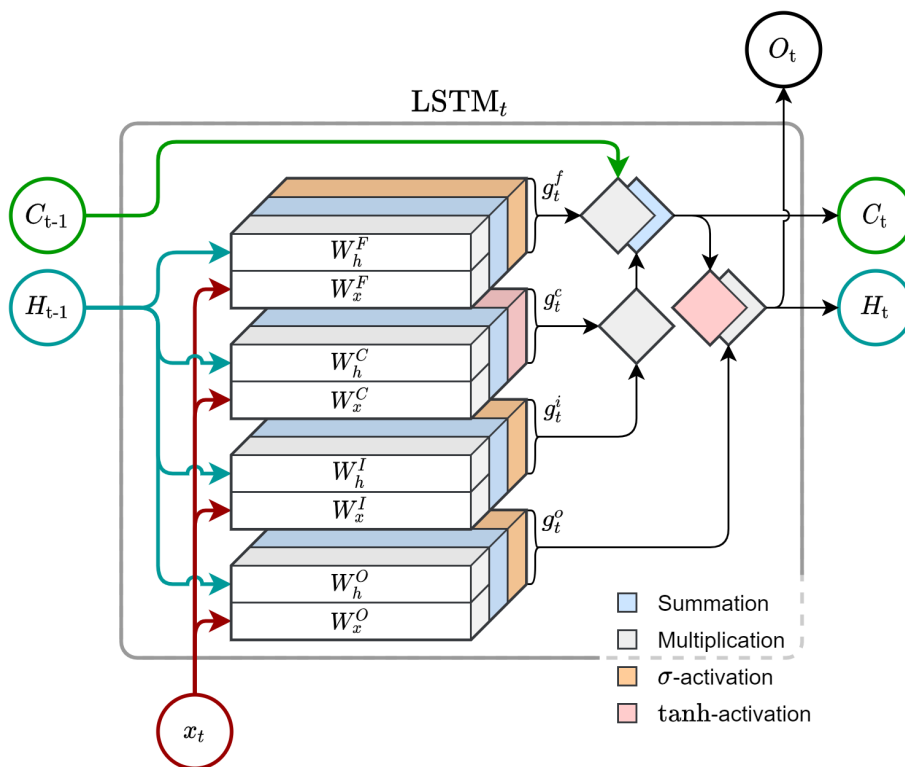 O_t
LSTM_t
C_t-1
g_t^f
C_t
W_h^F
H_t-1
W_x^F
g_t^c
H_t
W_h^C
W_x^C
g_t^i
W_h^I
W_x^I
g_t^o
W_h^O
W_x^O
Summation
Multiplication
σ-activation
tanh-activation
x_t